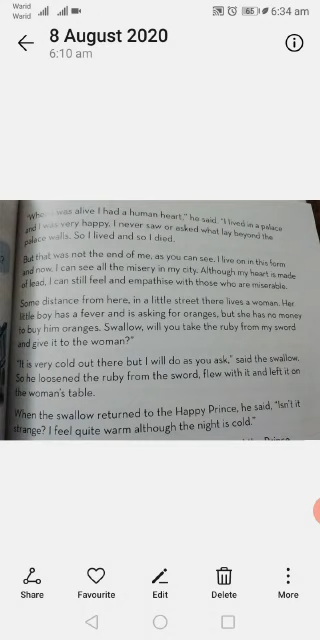 Warid
Warid
65
6:34 am
8 August 2020
6:10 am
was alive I had a human heart," he said. "I lived in a palace
and I was very happy. I never saw or asked what lay beyond the
palace walls. So I lived and so I died.
But that was not the end of me, as you can see. I live on in this form
and now, I can see all the misery in my city. Although my heart is made
of lead, I can still feel and empathise with those who are miserable.
Some distance from here, in a little street there lives a woman. Her
little boy has a fever and is asking for oranges, but she has no money
to buy him oranges. Swallow, will you take the ruby from my sword
and give it to the woman?"
"It is very cold out there but I will do as you ask," said the swallow.
So he loosened the ruby from the sword, flew with it and left it on
the woman's table.
When the swallow returned to the Happy Prince, he said, "Isn't it
strange? I feel quite warm although the night is cold."
Prince
Share
Favourite
Edit
Delete
More